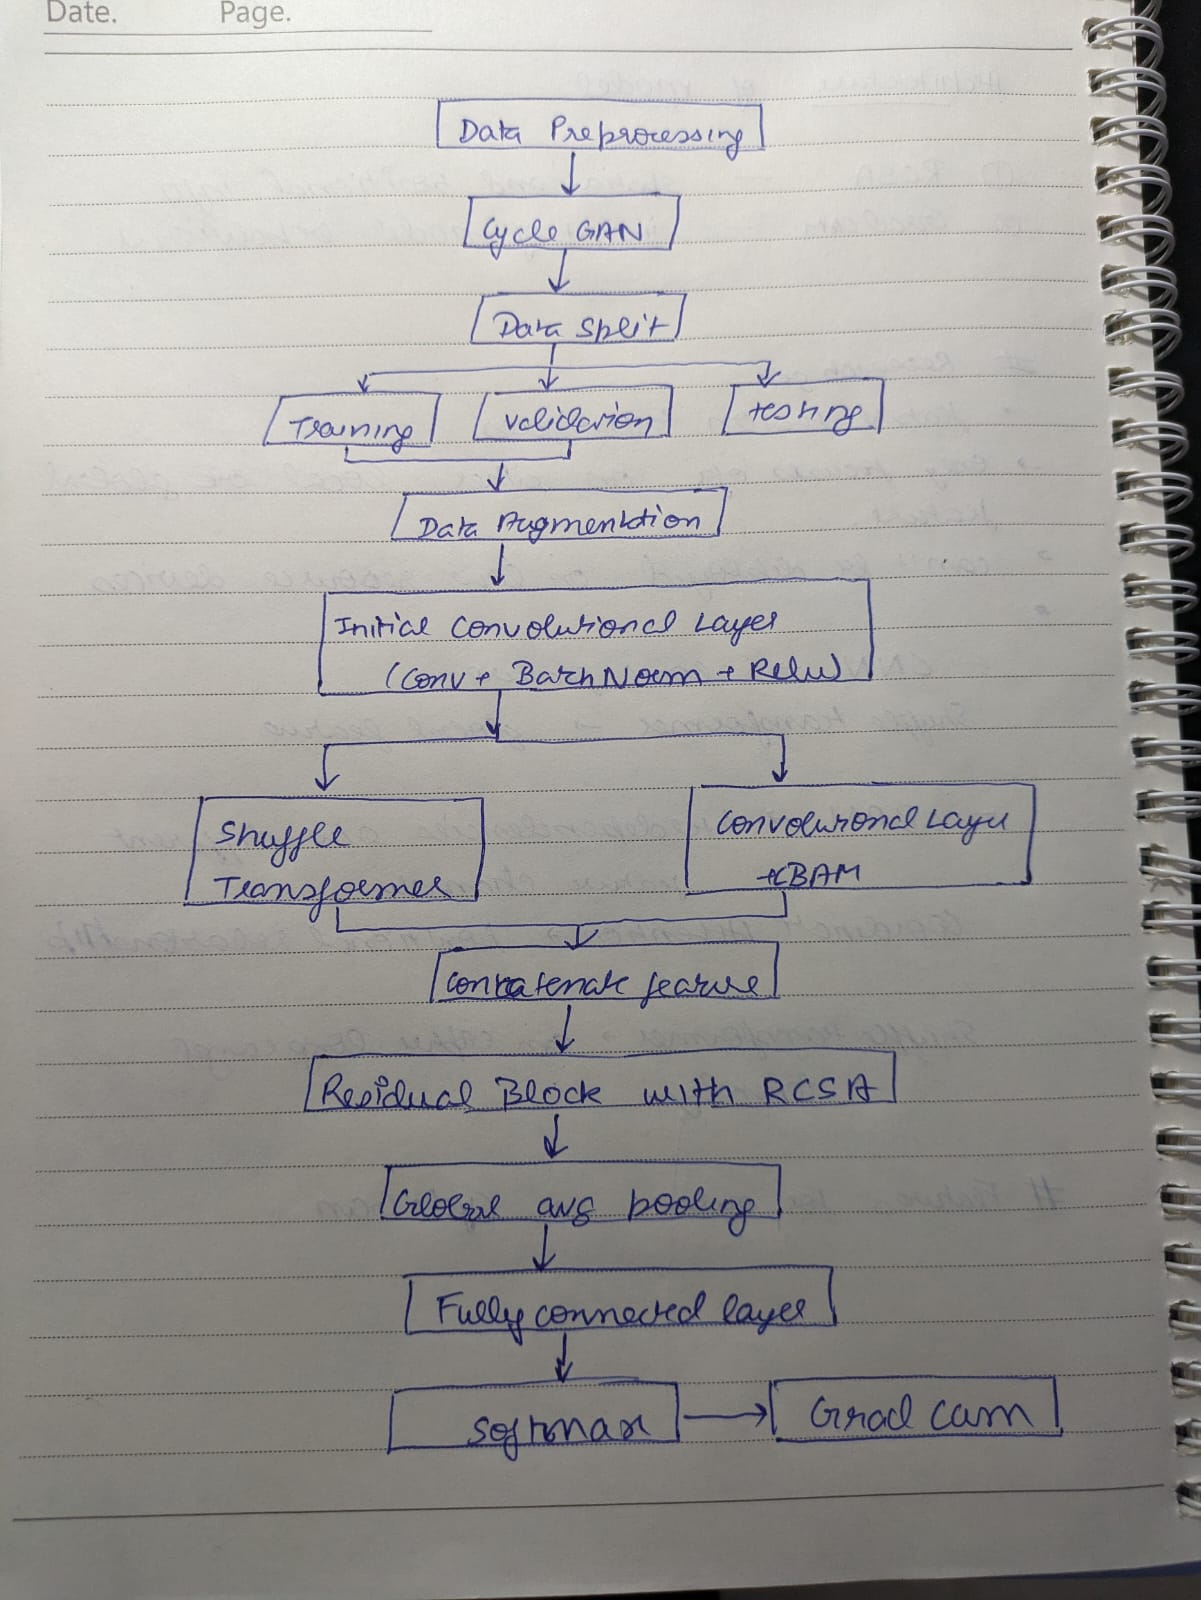 Date. Page.
Data Preprocessing
Cycle GAN
Data Split
Training validation testing
Data Augmentation
Initial Convolutional Layer
(Conv + Batch Norm + Relu)
Shuffle
Transformer
Convolutional Layer
+CBAM
Concatenate feature
Residual Block with RCSA
Global avg pooling
Fully connected layer
Softmax Grad cam